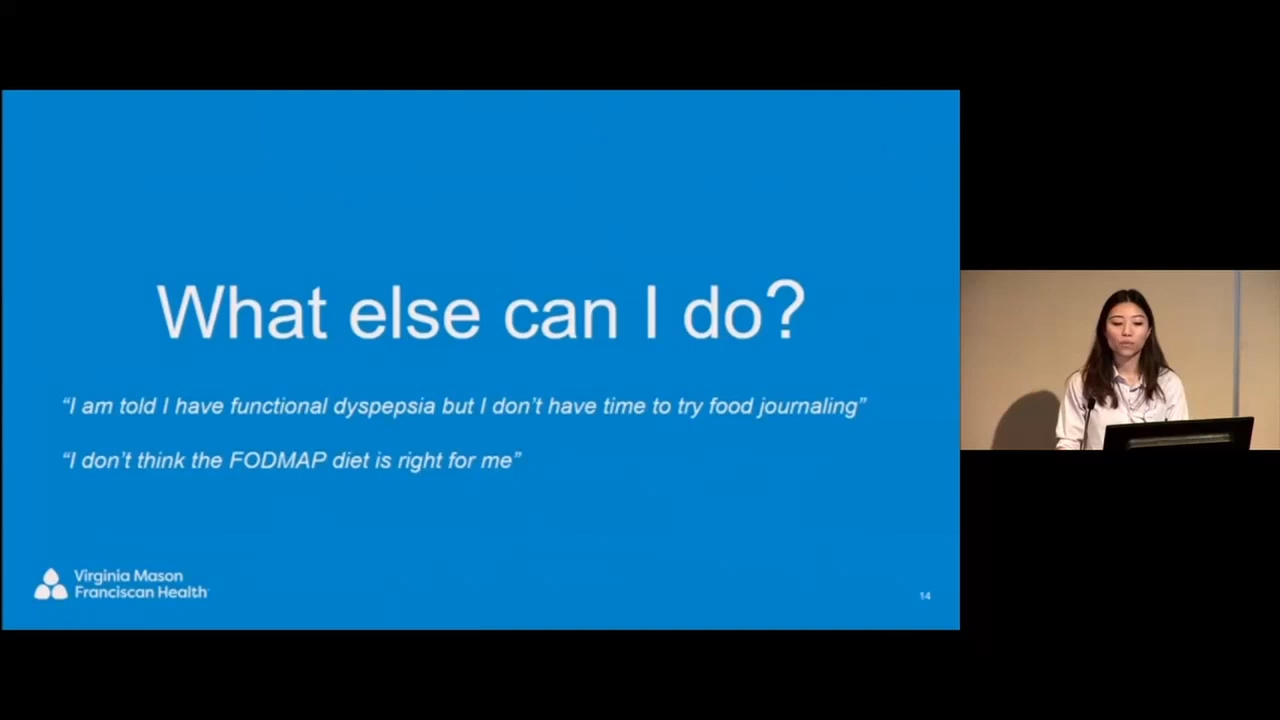 What else can I do?
“I am told I have functional dyspepsia but I don’t have time to try food journaling”
“I don’t think the FODMAP diet is right for me”
Virginia Mason
Franciscan Health
14